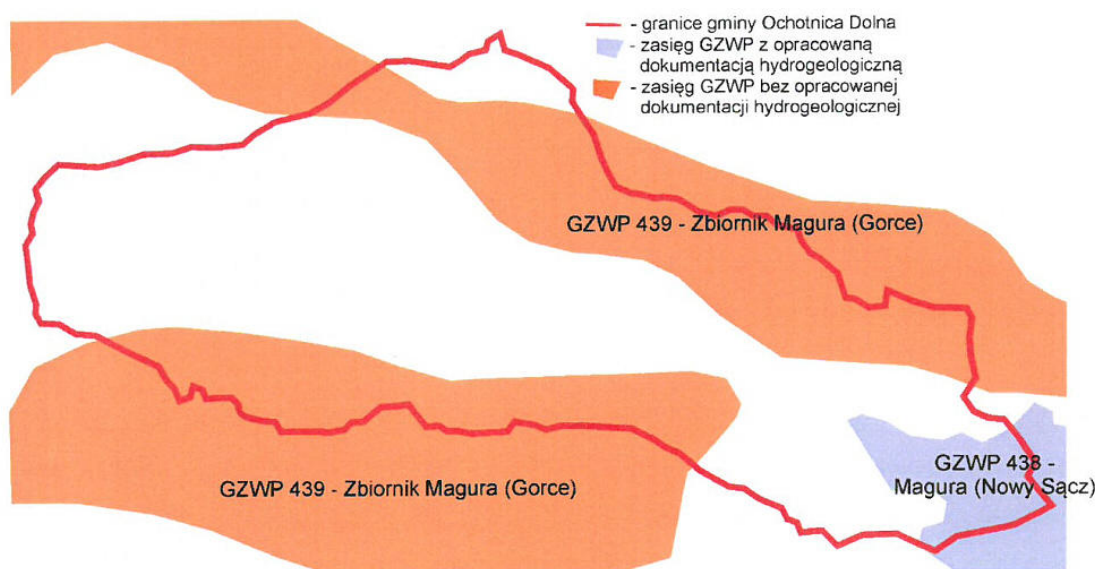 - granice gminy Ochotnica Dolna
- zasięg GZWP z opracowaną
dokumentacją hydrogeologiczną
- zasięg GZWP bez opracowanej
dokumentacji hydrogeologicznej
GZWP 439 - Zbiornik Magura (Gorce)
GZWP 438 -
Magura (Nowy Sącz)
GZWP 439 - Zbiornik Magura (Gorce)